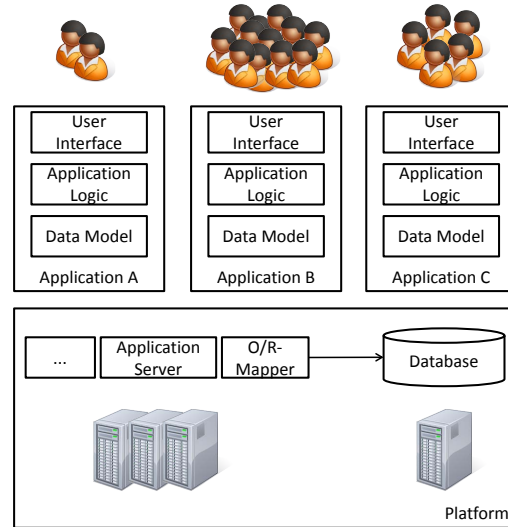 User
Interface
Application
Logic
Data Model
Application A
User
Interface
Application
Logic
Data Model
Application B
User
Interface
Application
Logic
Data Model
Application C
...
Application
Server
O/R-
Mapper
Database
Platform